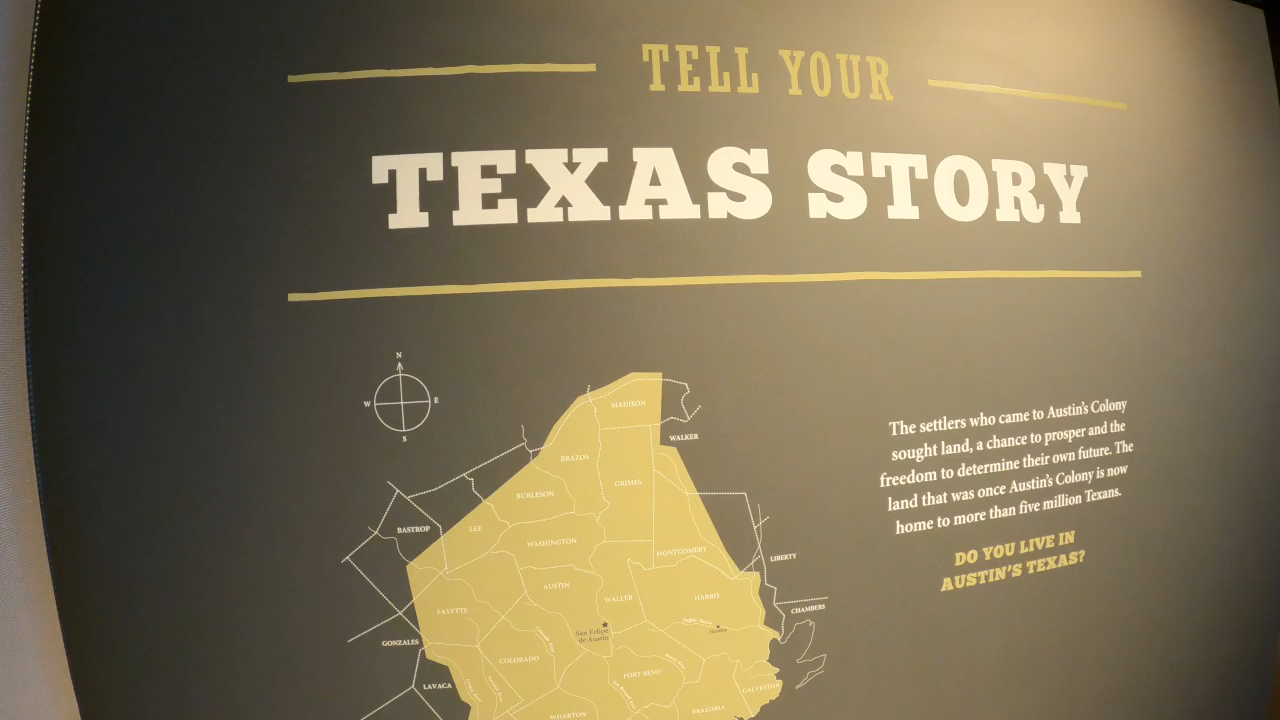 TELL YOUR
TEXAS STORY
N
W
E
S
MADISON
WALKER
BRAZOS
GRIMES
BURLESON
BASTROP
LEE
WASHINGTON
MONTGOMERY
LIBERTY
AUSTIN
WALLER
HARRIS
CHAMBERS
FAYETTE
San Felipe
de Austin
Houston
GONZALES
COLORADO
FORT BEND
LAVACA
GALVESTON
WHARTON
BRAZORIA
The settlers who came to Austin's Colony
sought land, a chance to prosper and the
freedom to determine their own future. The
land that was once Austin's Colony is now
home to more than five million Texans.
DO YOU LIVE IN
AUSTIN'S TEXAS?